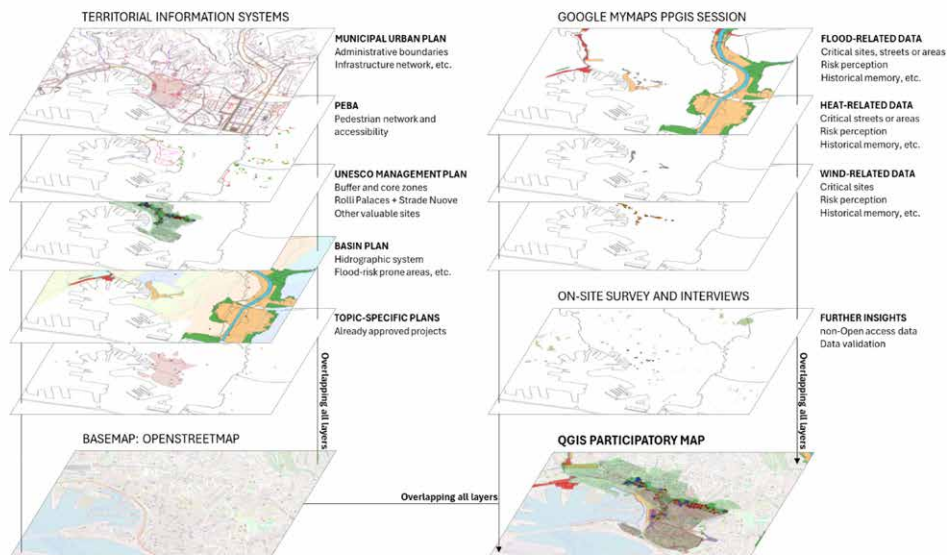 TERRITORIAL INFORMATION SYSTEMS
MUNICIPAL URBAN PLAN
Administrative boundaries
Infrastructure network, etc.
PEBA
Pedestrian network and
accessibility
UNESCO MANAGEMENT PLAN
Buffer and core zones
Rolli Palaces + Strade Nuove
Other valuable sites
BASIN PLAN
Hidrographic system
Flood-risk prone areas, etc.
TOPIC-SPECIFIC PLANS
Already approved projects
Overlapping all layers
BASEMAP: OPENSTREETMAP
Overlapping all layers
GOOGLE MYMAPS PPGIS SESSION
FLOOD-RELATED DATA
Critical sites, streets or areas
Risk perception
Historical memory, etc.
HEAT-RELATED DATA
Critical streets or areas
Risk perception
Historical memory, etc.
WIND-RELATED DATA
Critical sites
Risk perception
Historical memory, etc.
ON-SITE SURVEY AND INTERVIEWS
FURTHER INSIGHTS
non-Open access data
Data validation
Overlapping all layers
QGIS PARTICIPATORY MAP